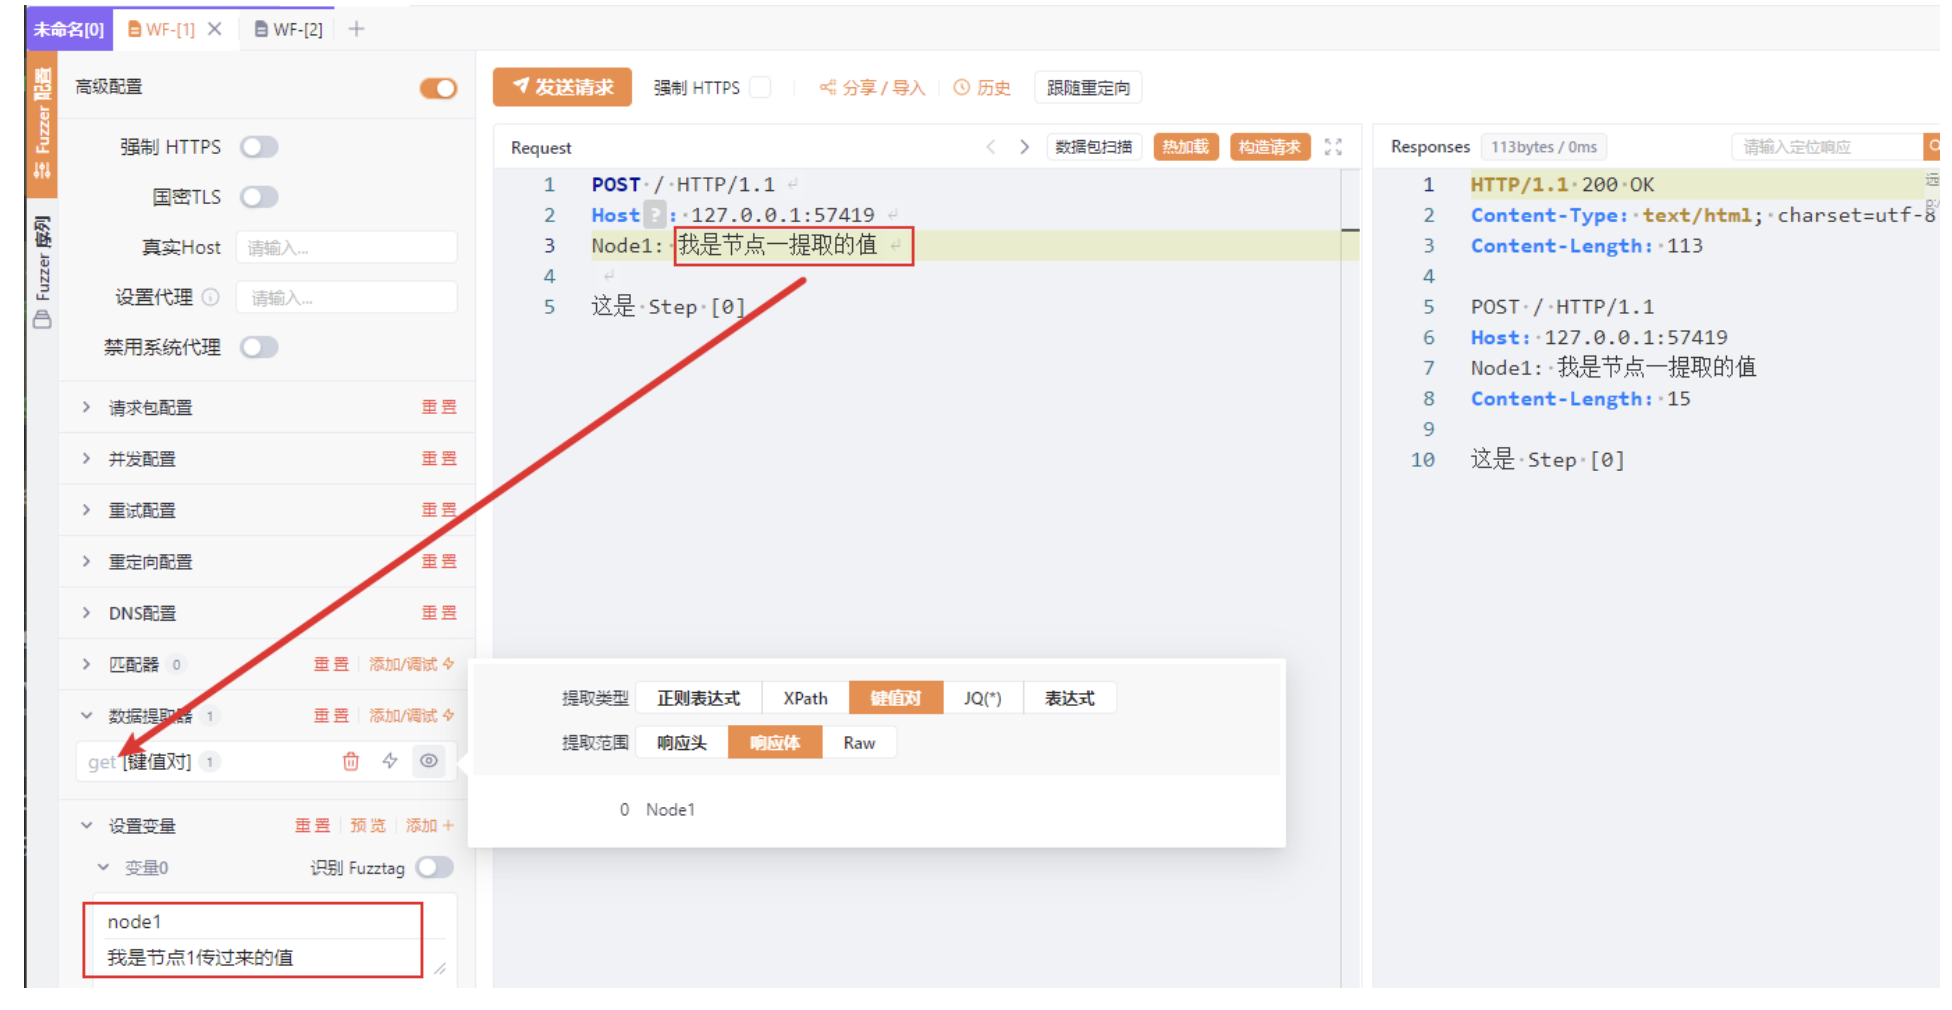 未命名[0] WF-[1] WF-[2]
Fuzzer 配置
Fuzzer 序列
高级配置
强制 HTTPS
国密TLS
真实Host 请输入...
设置代理 请输入...
禁用系统代理
请求包配置 重置
并发配置 重置
重试配置 重置
重定向配置 重置
DNS配置 重置
匹配器 0 重置 添加/调试
数据提取器 1 重置 添加/调试
get [键值对] 1
设置变量 重置 预览 添加
变量0 识别 Fuzztag
node1
我是节点1传过来的值
发送请求 强制 HTTPS 分享 / 导入 历史 跟随重定向
Request 数据包扫描 热加载 构造请求
1 POST / HTTP/1.1
2 Host ? : 127.0.0.1:57419
3 Node1: 我是节点一提取的值
4
5 这是 Step [0]
提取类型 正则表达式 XPath 键值对 JQ(*) 表达式
提取范围 响应头 响应体 Raw
0 Node1
Responses 113bytes / 0ms 请输入定位响应
1 HTTP/1.1 200 OK
2 Content-Type: text/html; charset=utf-8
3 Content-Length: 113
4
5 POST / HTTP/1.1
6 Host: 127.0.0.1:57419
7 Node1: 我是节点一提取的值
8 Content-Length: 15
9
10 这是 Step [0]